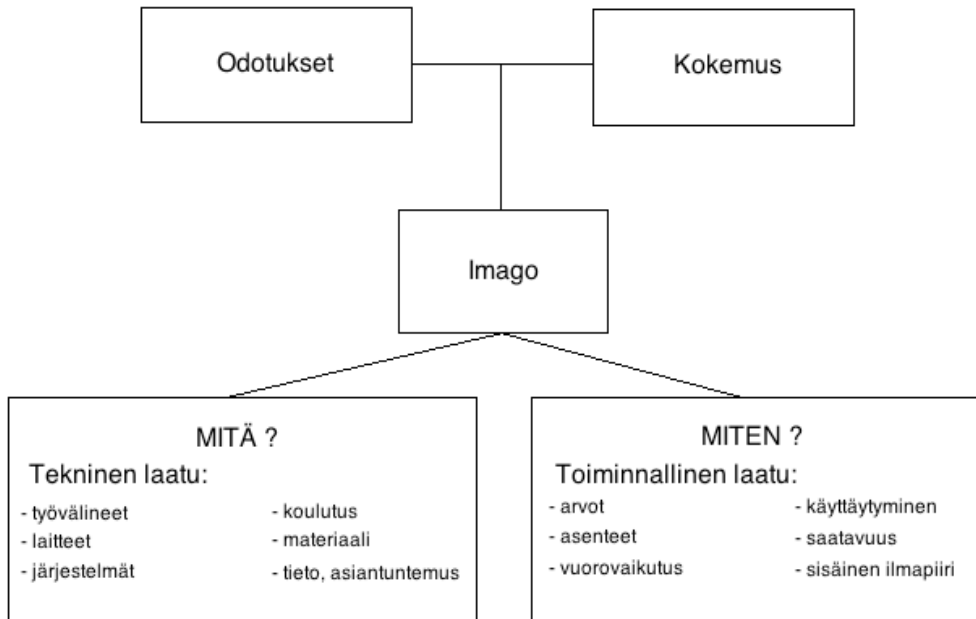 Odotukset
Kokemus
Imago
MITÄ ?
Tekninen laatu:
- työvälineet
- laitteet
- järjestelmät
- koulutus
- materiaali
- tieto, asiantuntemus
MITEN ?
Toiminnallinen laatu:
- arvot
- asenteet
- vuorovaikutus
- käyttäytyminen
- saatavuus
- sisäinen ilmapiiri